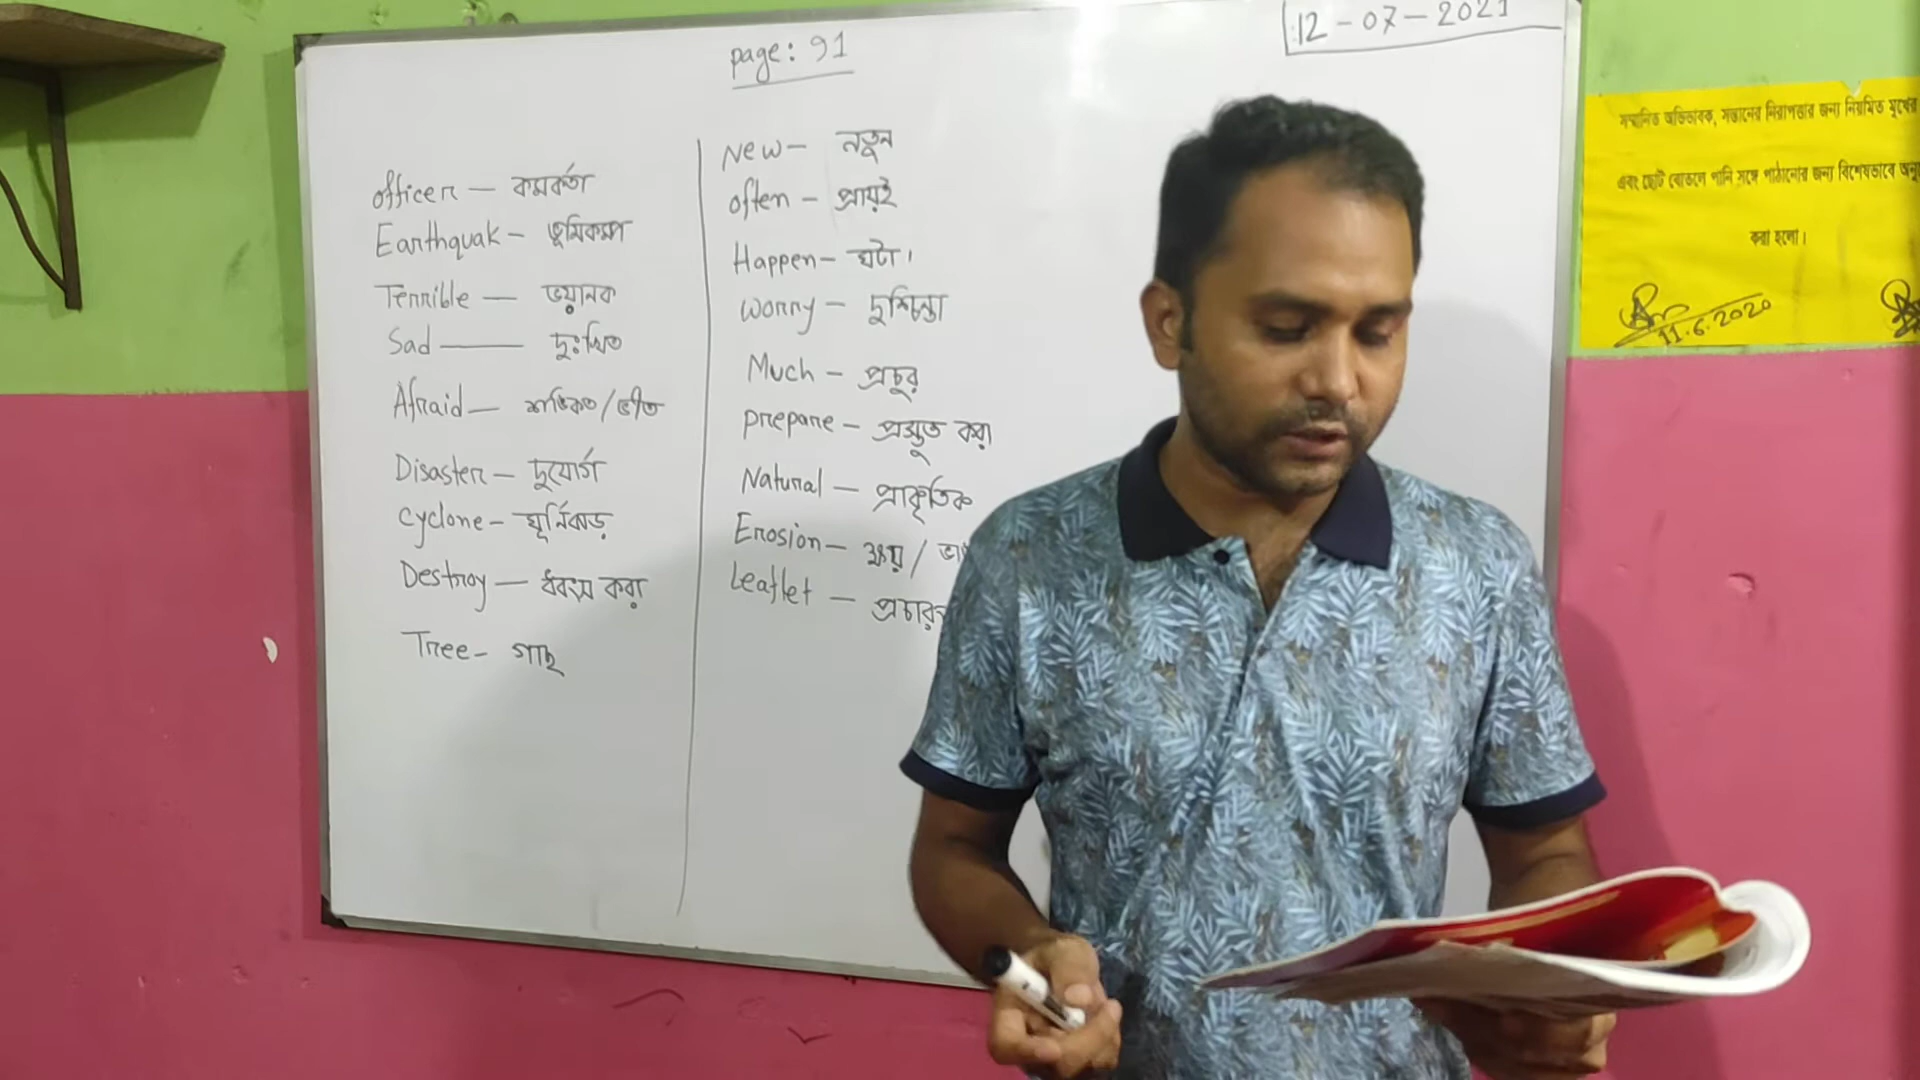 page: 91
12-07-2021
officer — কমকর্তা
Earthquak — ভূমিকম্প
Terrible — ভয়ানক
Sad — দুঃখিত
Afraid — শঙ্কিত/ভীত
Disaster — দুযোর্গ
Cyclone - ঘূর্নিঝড়
Destroy — ধ্বংস করা
Tree - গাছ
New — নতুন
often — প্রায়ই
Happen — ঘটা।
worry — দুশ্চিন্তা
Much — প্রচুর
prepare — প্রস্তুত করা
Natural — প্রাকৃতিক
Erosion — ক্ষয় /
Leaflet —
সম্মানিত অভিভাবক, সন্তানের নিরাপত্তার জন্য নিয়মিত মুখের
এবং ছোট বোতলে পানি সঙ্গে পাঠানোর জন্য বিশেষভাবে
করা হলো।
11.6.2020